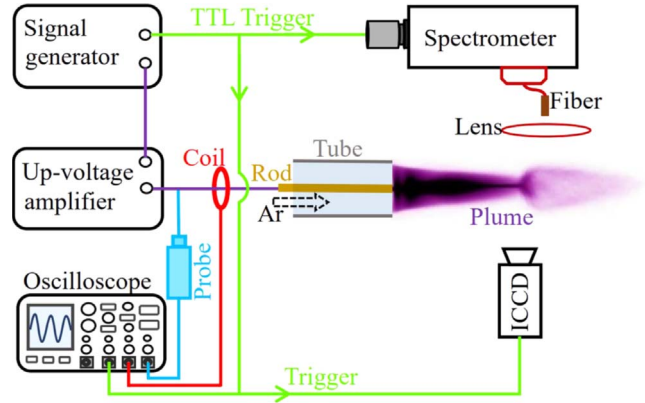 Signal
generator
TTL Trigger
Spectrometer
Fiber
Lens
Up-voltage
amplifier
Coil
Rod
Tube
Ar
Plume
Probe
Oscilloscope
ICCD
Trigger